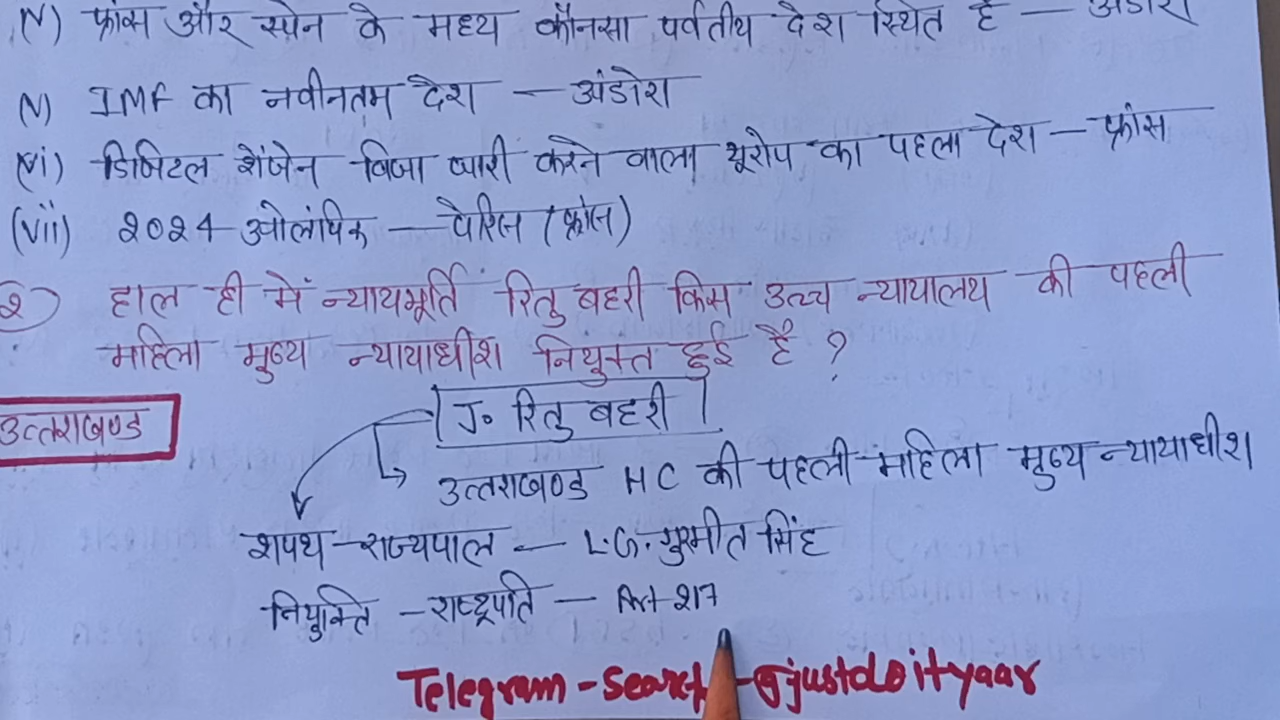 (iv) फ्रांस और स्पेन के मध्य कौनसा पर्वतीय देश स्थित है — अंडोरा
(v) IMF का नवीनतम देश — अंडोरा
(vi) डिजिटल शेंजेन विजा जारी करने वाला यूरोप का पहला देश — फ्रांस
(vii) 2024 ओलंपिक — पेरिस (फ्रांस)
2) हाल ही में न्यायमूर्ति रितु बहरी किस उच्च न्यायालय की पहली
महिला मुख्य न्यायाधीश नियुक्त हुई है ?
उत्तराखण्ड
J. रितु बहरी
उत्तराखण्ड HC की पहली महिला मुख्य न्यायाधीश
शपथ – राज्यपाल — L.G. गुरमीत सिंह
नियुक्ति – राष्ट्रपति — Art 217
Telegram - Search - @justdoityaar